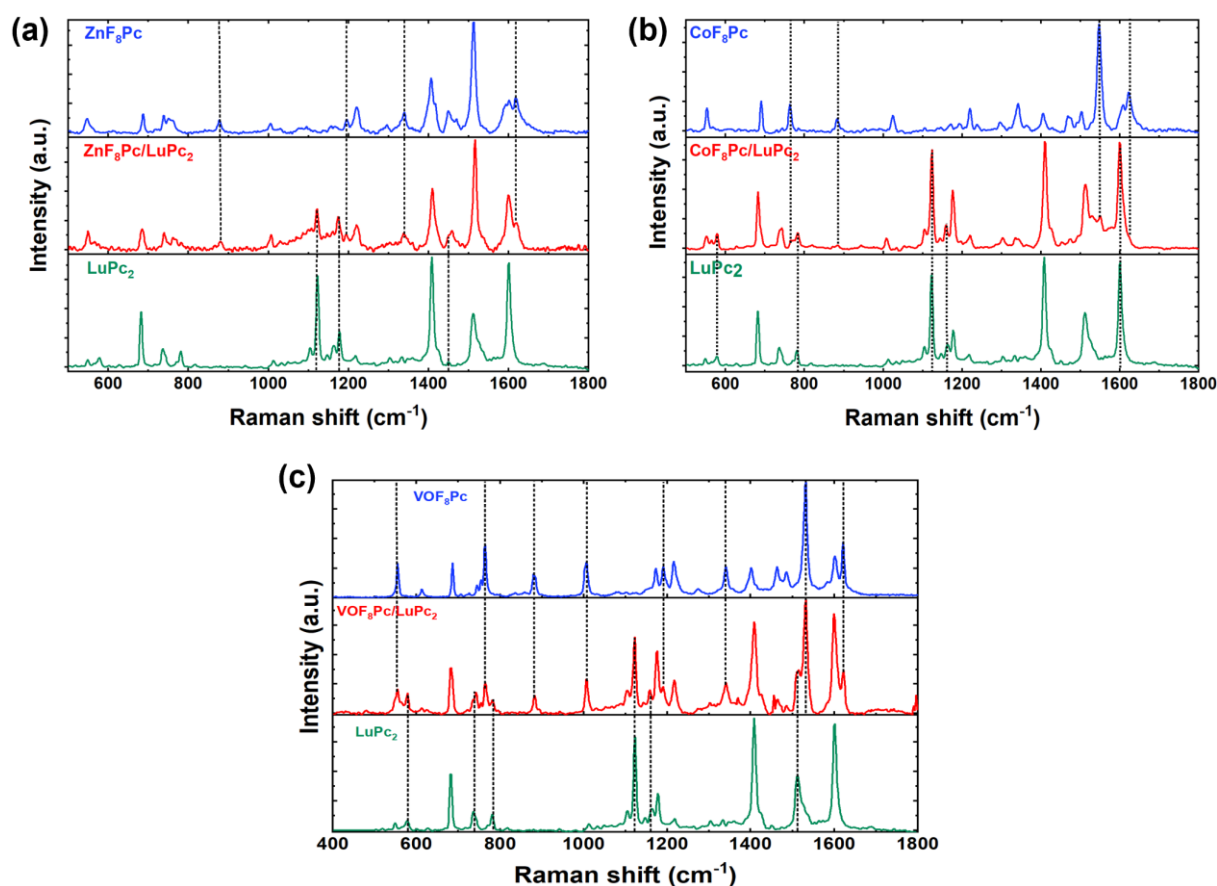 (a)
ZnF₈Pc
ZnF₈Pc/LuPc₂
LuPc₂
Intensity (a.u.)
600 800 1000 1200 1400 1600 1800
Raman shift (cm⁻¹)
(b)
CoF₈Pc
CoF₈Pc/LuPc₂
LuPc2
Intensity (a.u.)
600 800 1000 1200 1400 1600 1800
Raman shift (cm⁻¹)
(c)
VOF₈Pc
VOF₈Pc/LuPc₂
LuPc₂
Intensity (a.u.)
400 600 800 1000 1200 1400 1600 1800
Raman shift (cm⁻¹)